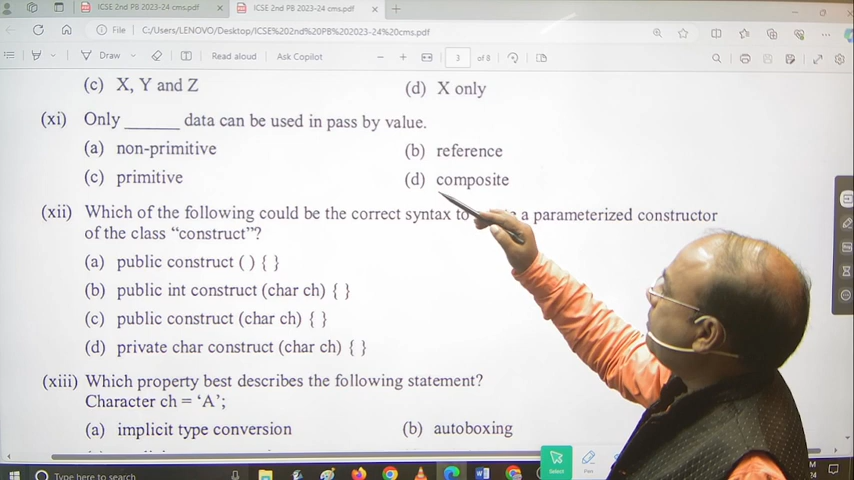 ICSE 2nd PB 2023-24 cms.pdf
ICSE 2nd PB 2023-24 cms.pdf
File
C:/Users/LENOVO/Desktop/ICSE%202nd%20PB%2023-24%20cms.pdf
Draw
Read aloud
Ask Copilot
3 of 8
(c) X, Y and Z
(d) X only
(xi) Only ______ data can be used in pass by value.
(a) non-primitive
(b) reference
(c) primitive
(d) composite
(xii) Which of the following could be the correct syntax to a parameterized constructor
of the class “construct”?
(a) public construct ( ) { }
(b) public int construct (char ch) { }
(c) public construct (char ch) { }
(d) private char construct (char ch) { }
(xiii) Which property best describes the following statement?
Character ch = ‘A’;
(a) implicit type conversion
(b) autoboxing
Select
Pen
Type here to search